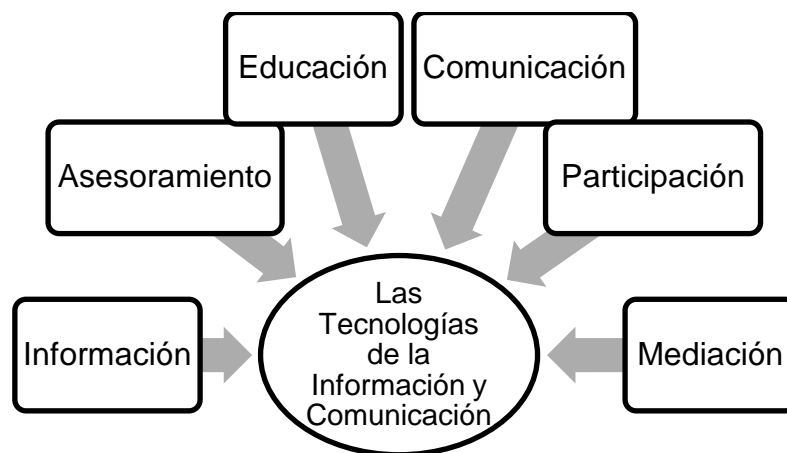 Educación
Comunicación
Asesoramiento
Participación
Las
Tecnologías
de la
Información y
Comunicación
Información
Mediación